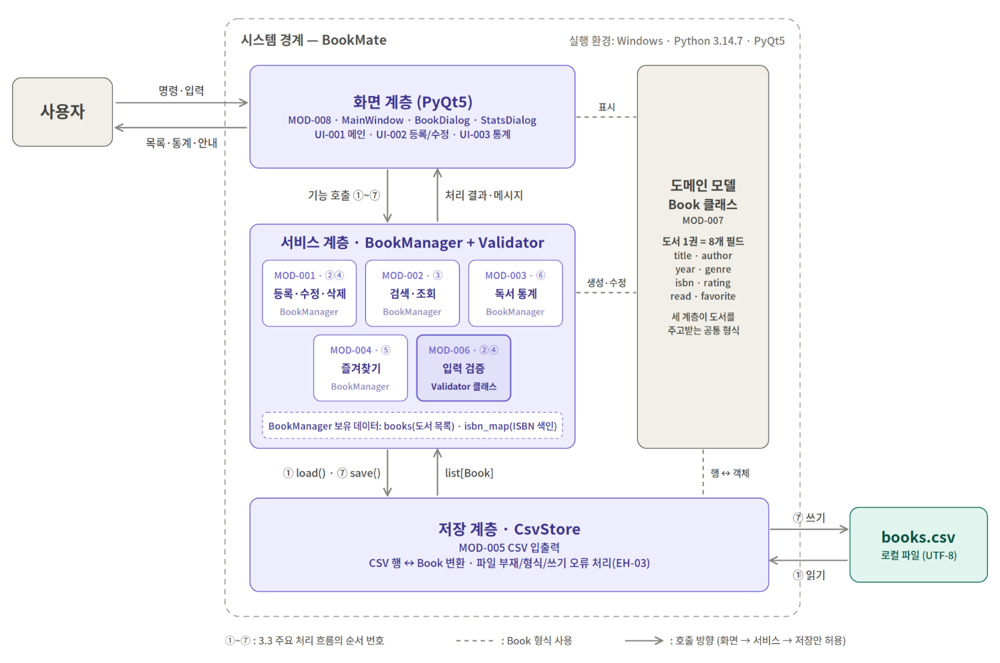 시스템 경계 — BookMate
실행 환경: Windows · Python 3.14.7 · PyQt5
사용자
명령·입력
목록·통계·안내
화면 계층 (PyQt5)
MOD-008 · MainWindow · BookDialog · StatsDialog
UI-001 메인 · UI-002 등록/수정 · UI-003 통계
표시
기능 호출 ①~⑦
처리 결과·메시지
서비스 계층 · BookManager + Validator
MOD-001 · ②④
등록·수정·삭제
BookManager
MOD-002 · ③
검색·조회
BookManager
MOD-003 · ⑥
독서 통계
BookManager
MOD-004 · ⑤
즐겨찾기
BookManager
MOD-006 · ②④
입력 검증
Validator 클래스
BookManager 보유 데이터: books(도서 목록) · isbn_map(ISBN 색인)
생성·수정
도메인 모델
Book 클래스
MOD-007
도서 1권 = 8개 필드
title · author
year · genre
isbn · rating
read · favorite
세 계층이 도서를
주고받는 공통 형식
① load() · ⑦ save()
list[Book]
행 ↔ 객체
저장 계층 · CsvStore
MOD-005 CSV 입출력
CSV 행 ↔ Book 변환 · 파일 부재/형식/쓰기 오류 처리(EH-03)
⑦ 쓰기
① 읽기
books.csv
로컬 파일 (UTF-8)
①~⑦ : 3.3 주요 처리 흐름의 순서 번호
: Book 형식 사용
: 호출 방향 (화면 → 서비스 → 저장만 허용)